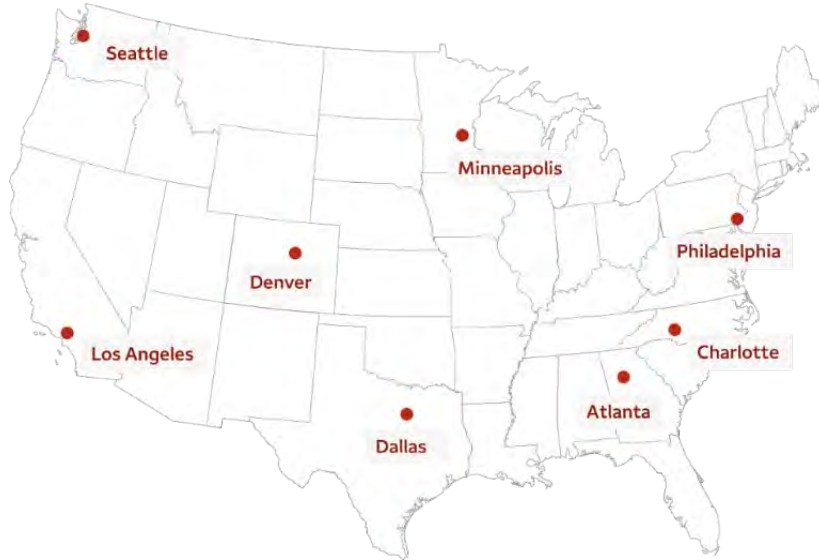 Seattle
Minneapolis
Philadelphia
Denver
Los Angeles
Charlotte
Atlanta
Dallas